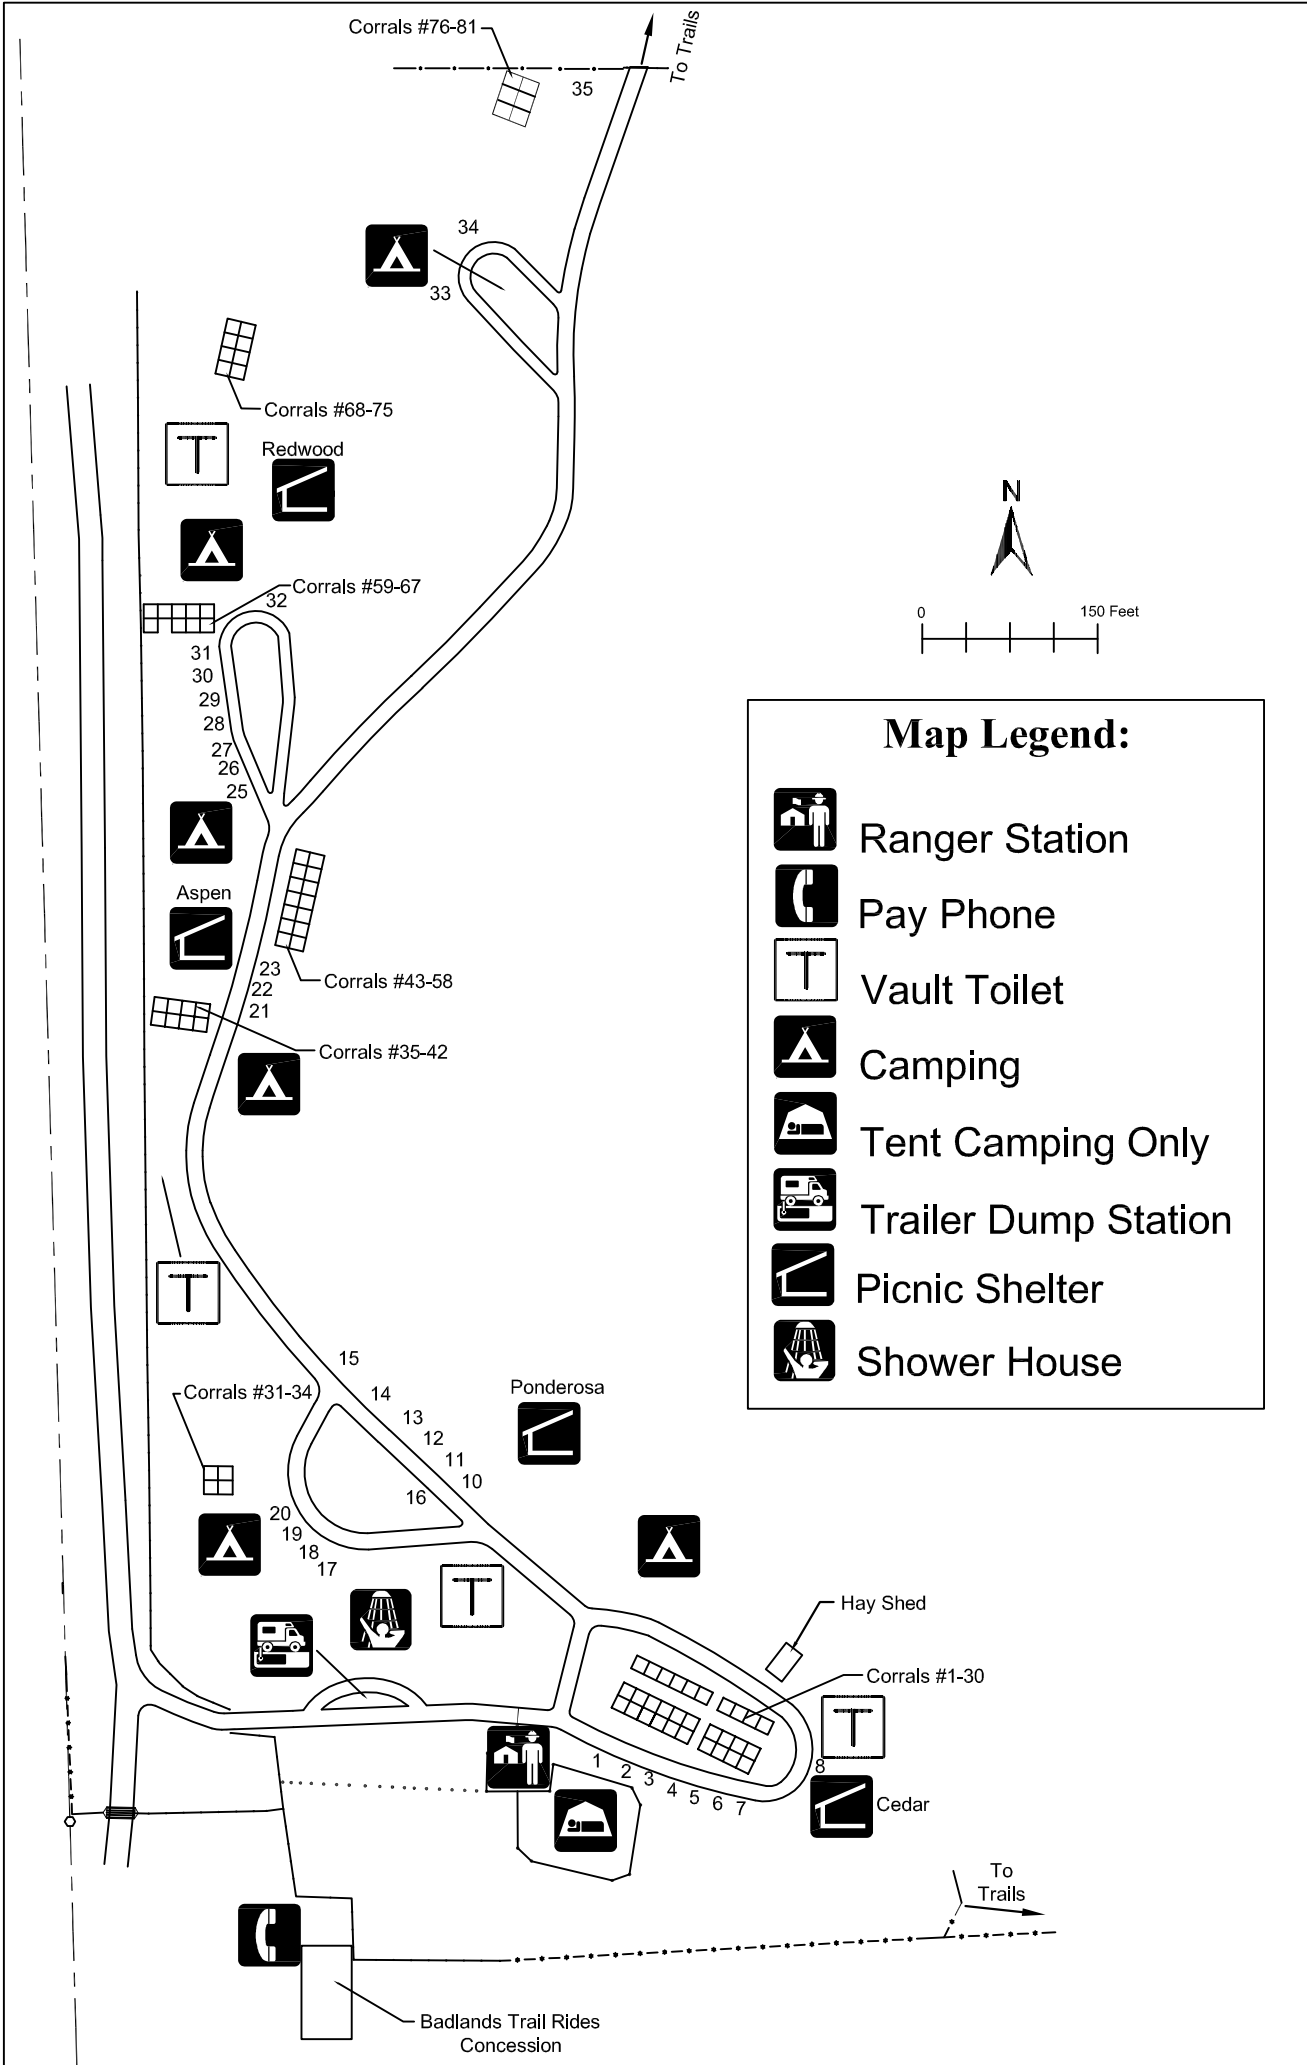 Corrals #76-81
To Trails
35
34
33
Corrals #68-75
T
Redwood
N
Corrals #59-67
32
0
150 Feet
31
30
29
28
27
26
25
Map Legend:
Ranger Station
Pay Phone
T
Vault Toilet
Camping
Tent Camping Only
Trailer Dump Station
Picnic Shelter
Shower House
Aspen
23
22
21
Corrals #43-58
Corrals #35-42
T
15
14
13
12
11
10
16
Corrals #31-34
Ponderosa
20
19
18
17
T
Hay Shed
Corrals #1-30
T
1
2
3
4
5
6
7
8
Cedar
To
Trails
Badlands Trail Rides
Concession